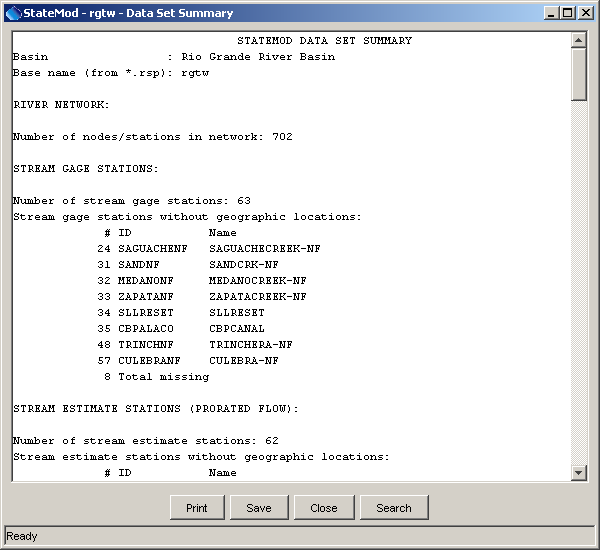 StateMod - rgtw - Data Set Summary
STATEMOD DATA SET SUMMARY
Basin : Rio Grande River Basin
Base name (from *.rsp): rgtw
RIVER NETWORK:
Number of nodes/stations in network: 702
STREAM GAGE STATIONS:
Number of stream gage stations: 63
Stream gage stations without geographic locations:
# ID Name
24 SAGUACHENF SAGUACHECREEK-NF
31 SANDNF SANDCRK-NF
32 MEDANONF MEDANOCREEK-NF
33 ZAPATANF ZAPATACREEK-NF
34 SLLRESET SLLRESET
35 CBPALACO CBPCANAL
48 TRINCHNF TRINCHERA-NF
57 CULEBRANF CULEBRA-NF
8 Total missing
STREAM ESTIMATE STATIONS (PRORATED FLOW):
Number of stream estimate stations: 62
Stream estimate stations without geographic locations:
# ID Name
Print Save Close Search
Ready